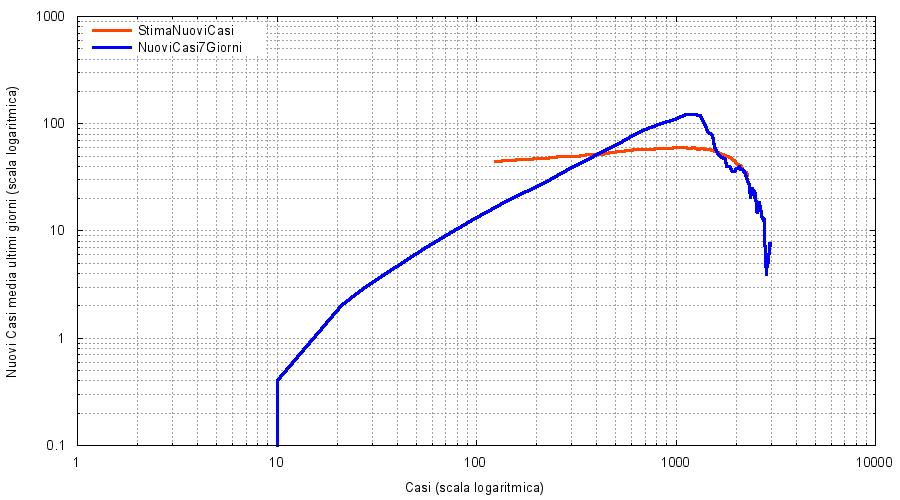 1000
StimaNuoviCasi
NuoviCasi7Giorni
100
10
1
0.1
Nuovi Casi media ultimi giorni (scala logaritmica)
1 10 100 1000 10000
Casi (scala logaritmica)